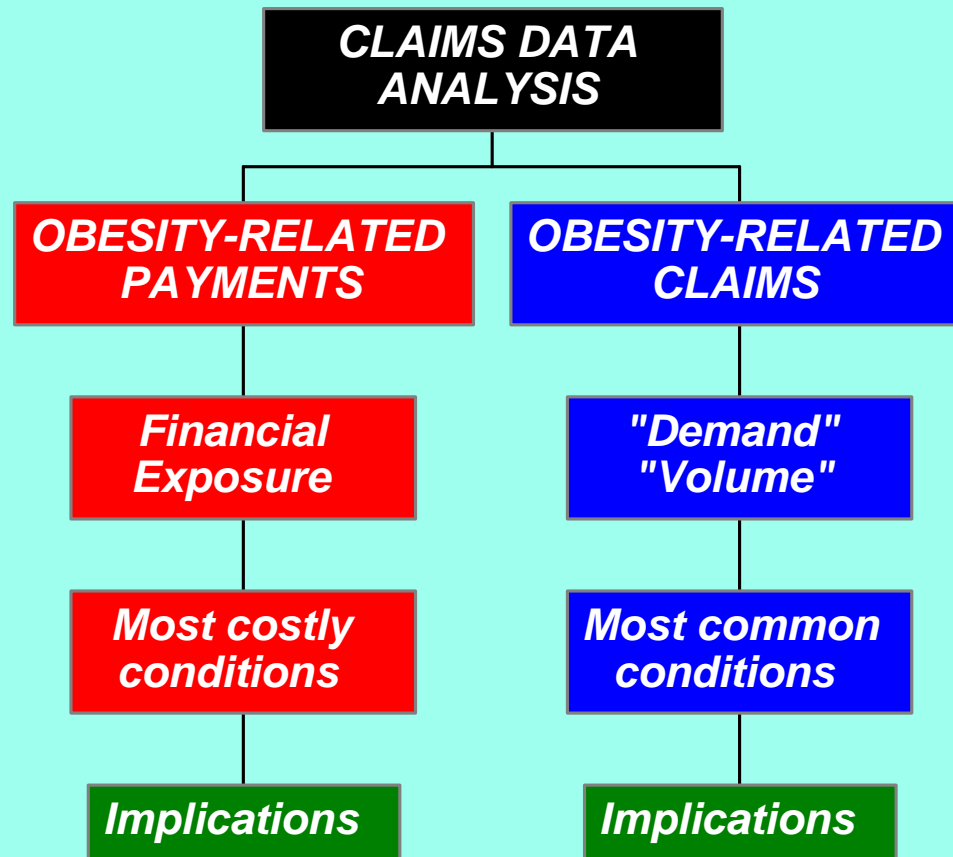 CLAIMS DATA
ANALYSIS
OBESITY-RELATED
PAYMENTS
OBESITY-RELATED
CLAIMS
Financial
Exposure
"Demand"
"Volume"
Most costly
conditions
Most common
conditions
Implications
Implications